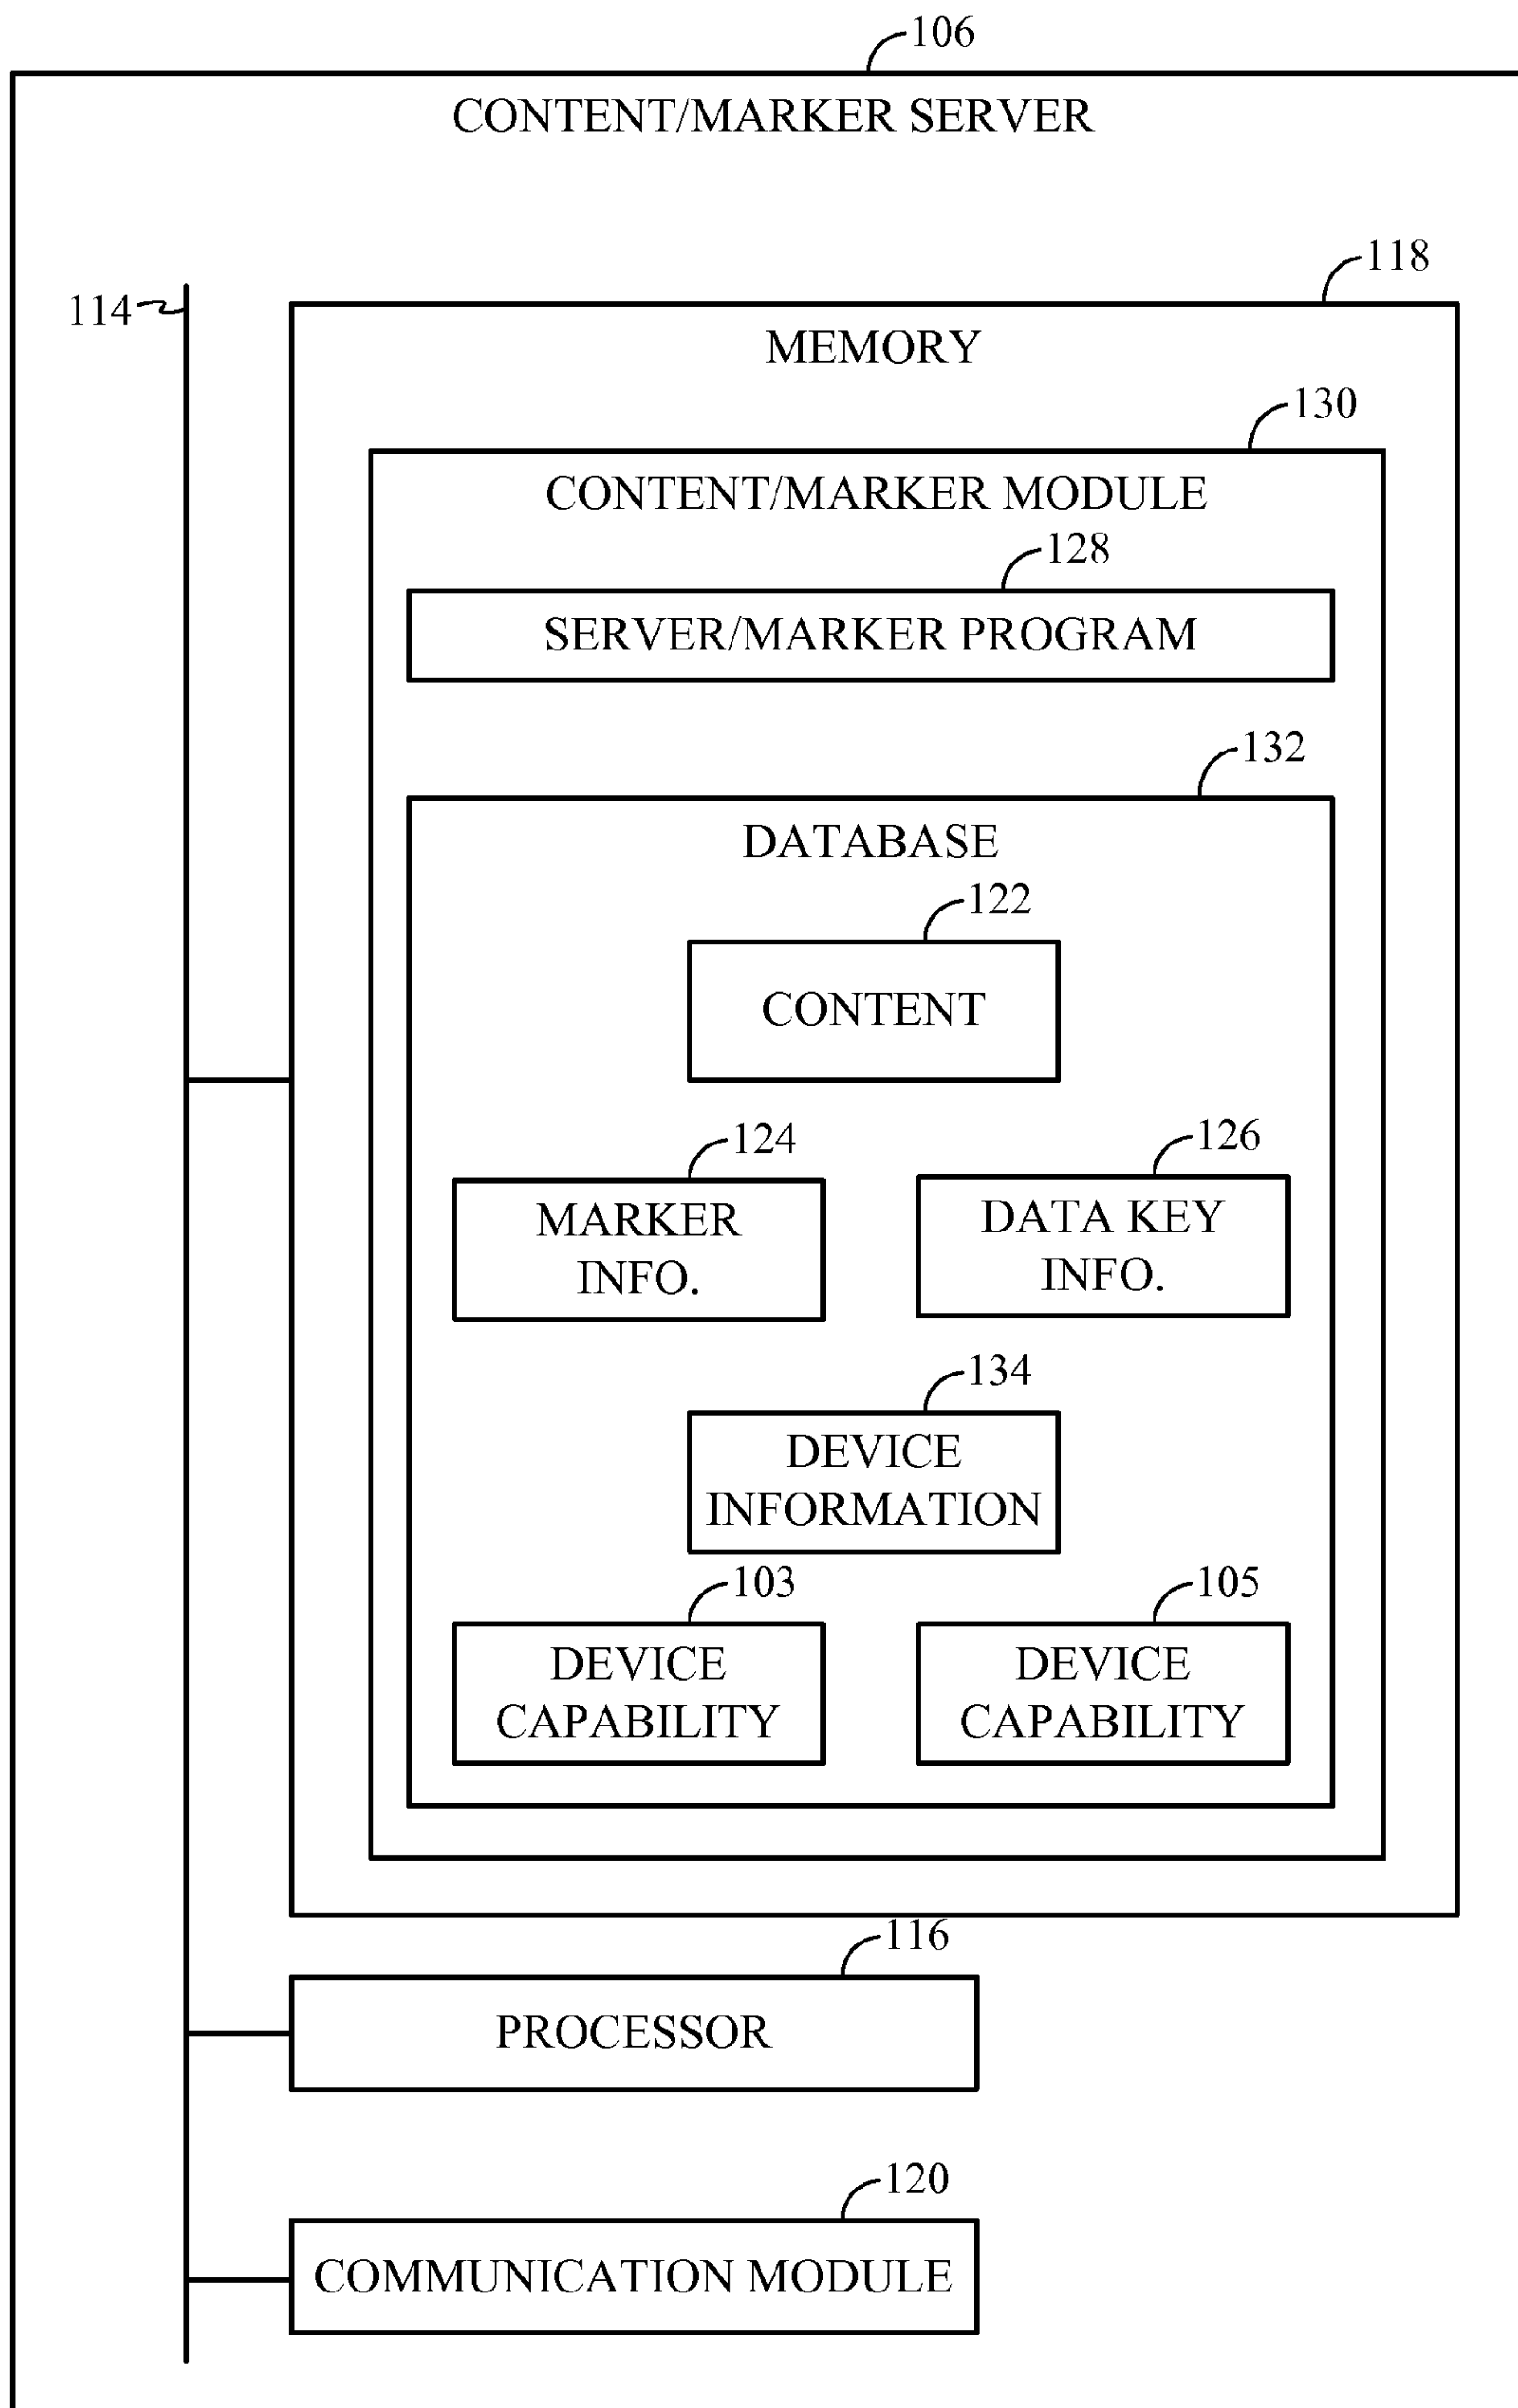 106
CONTENT/MARKER SERVER
118
114
MEMORY
130
CONTENT/MARKER MODULE
128
SERVER/MARKER PROGRAM
132
DATABASE
122
CONTENT
124
126
MARKER
INFO.
DATA KEY
INFO.
134
DEVICE
INFORMATION
103
105
DEVICE
CAPABILITY
DEVICE
CAPABILITY
116
PROCESSOR
120
COMMUNICATION MODULE